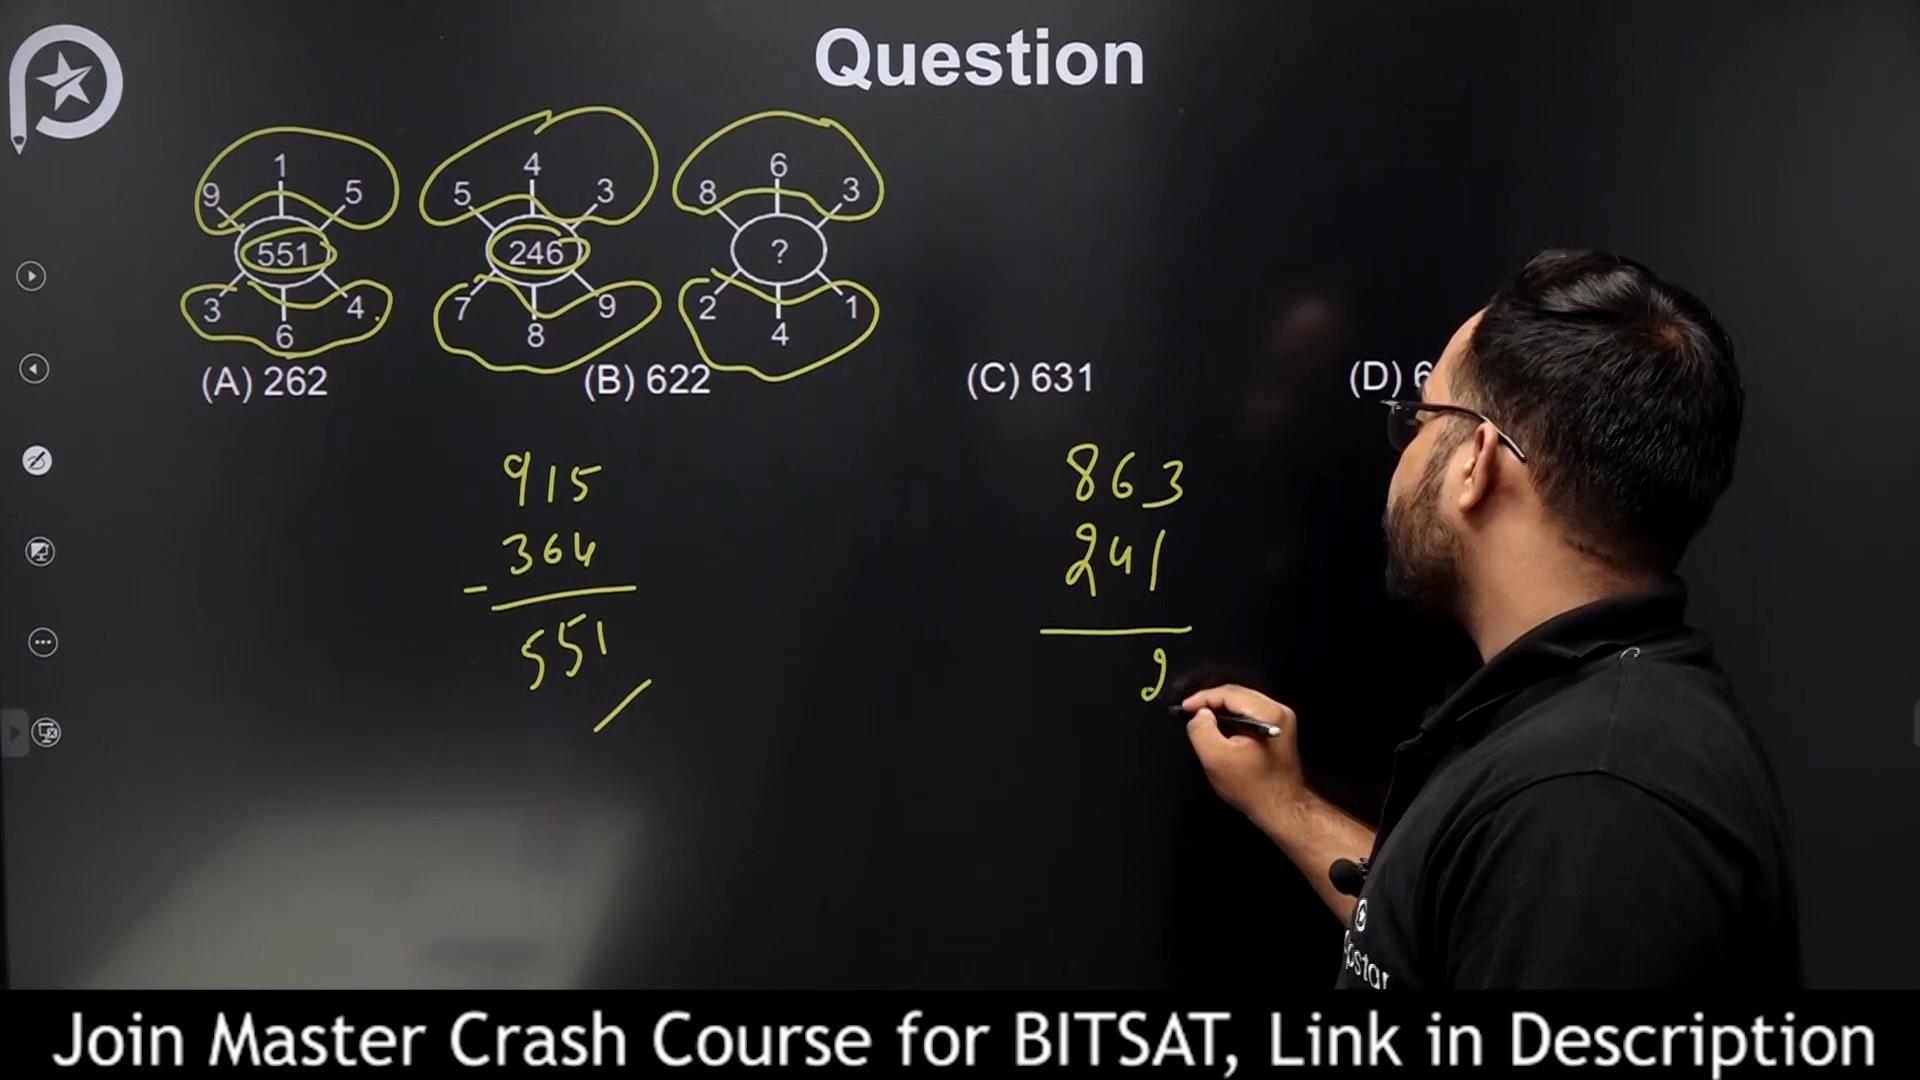 Question
1 4 6
9 5 5 3 8 3
551 246 ?
3 4 7 9 2 1
6 8 4
(A) 262 (B) 622 (C) 631 (D) 6
915 863
364 241
-
551 2
Join Master Crash Course for BITSAT, Link in Description